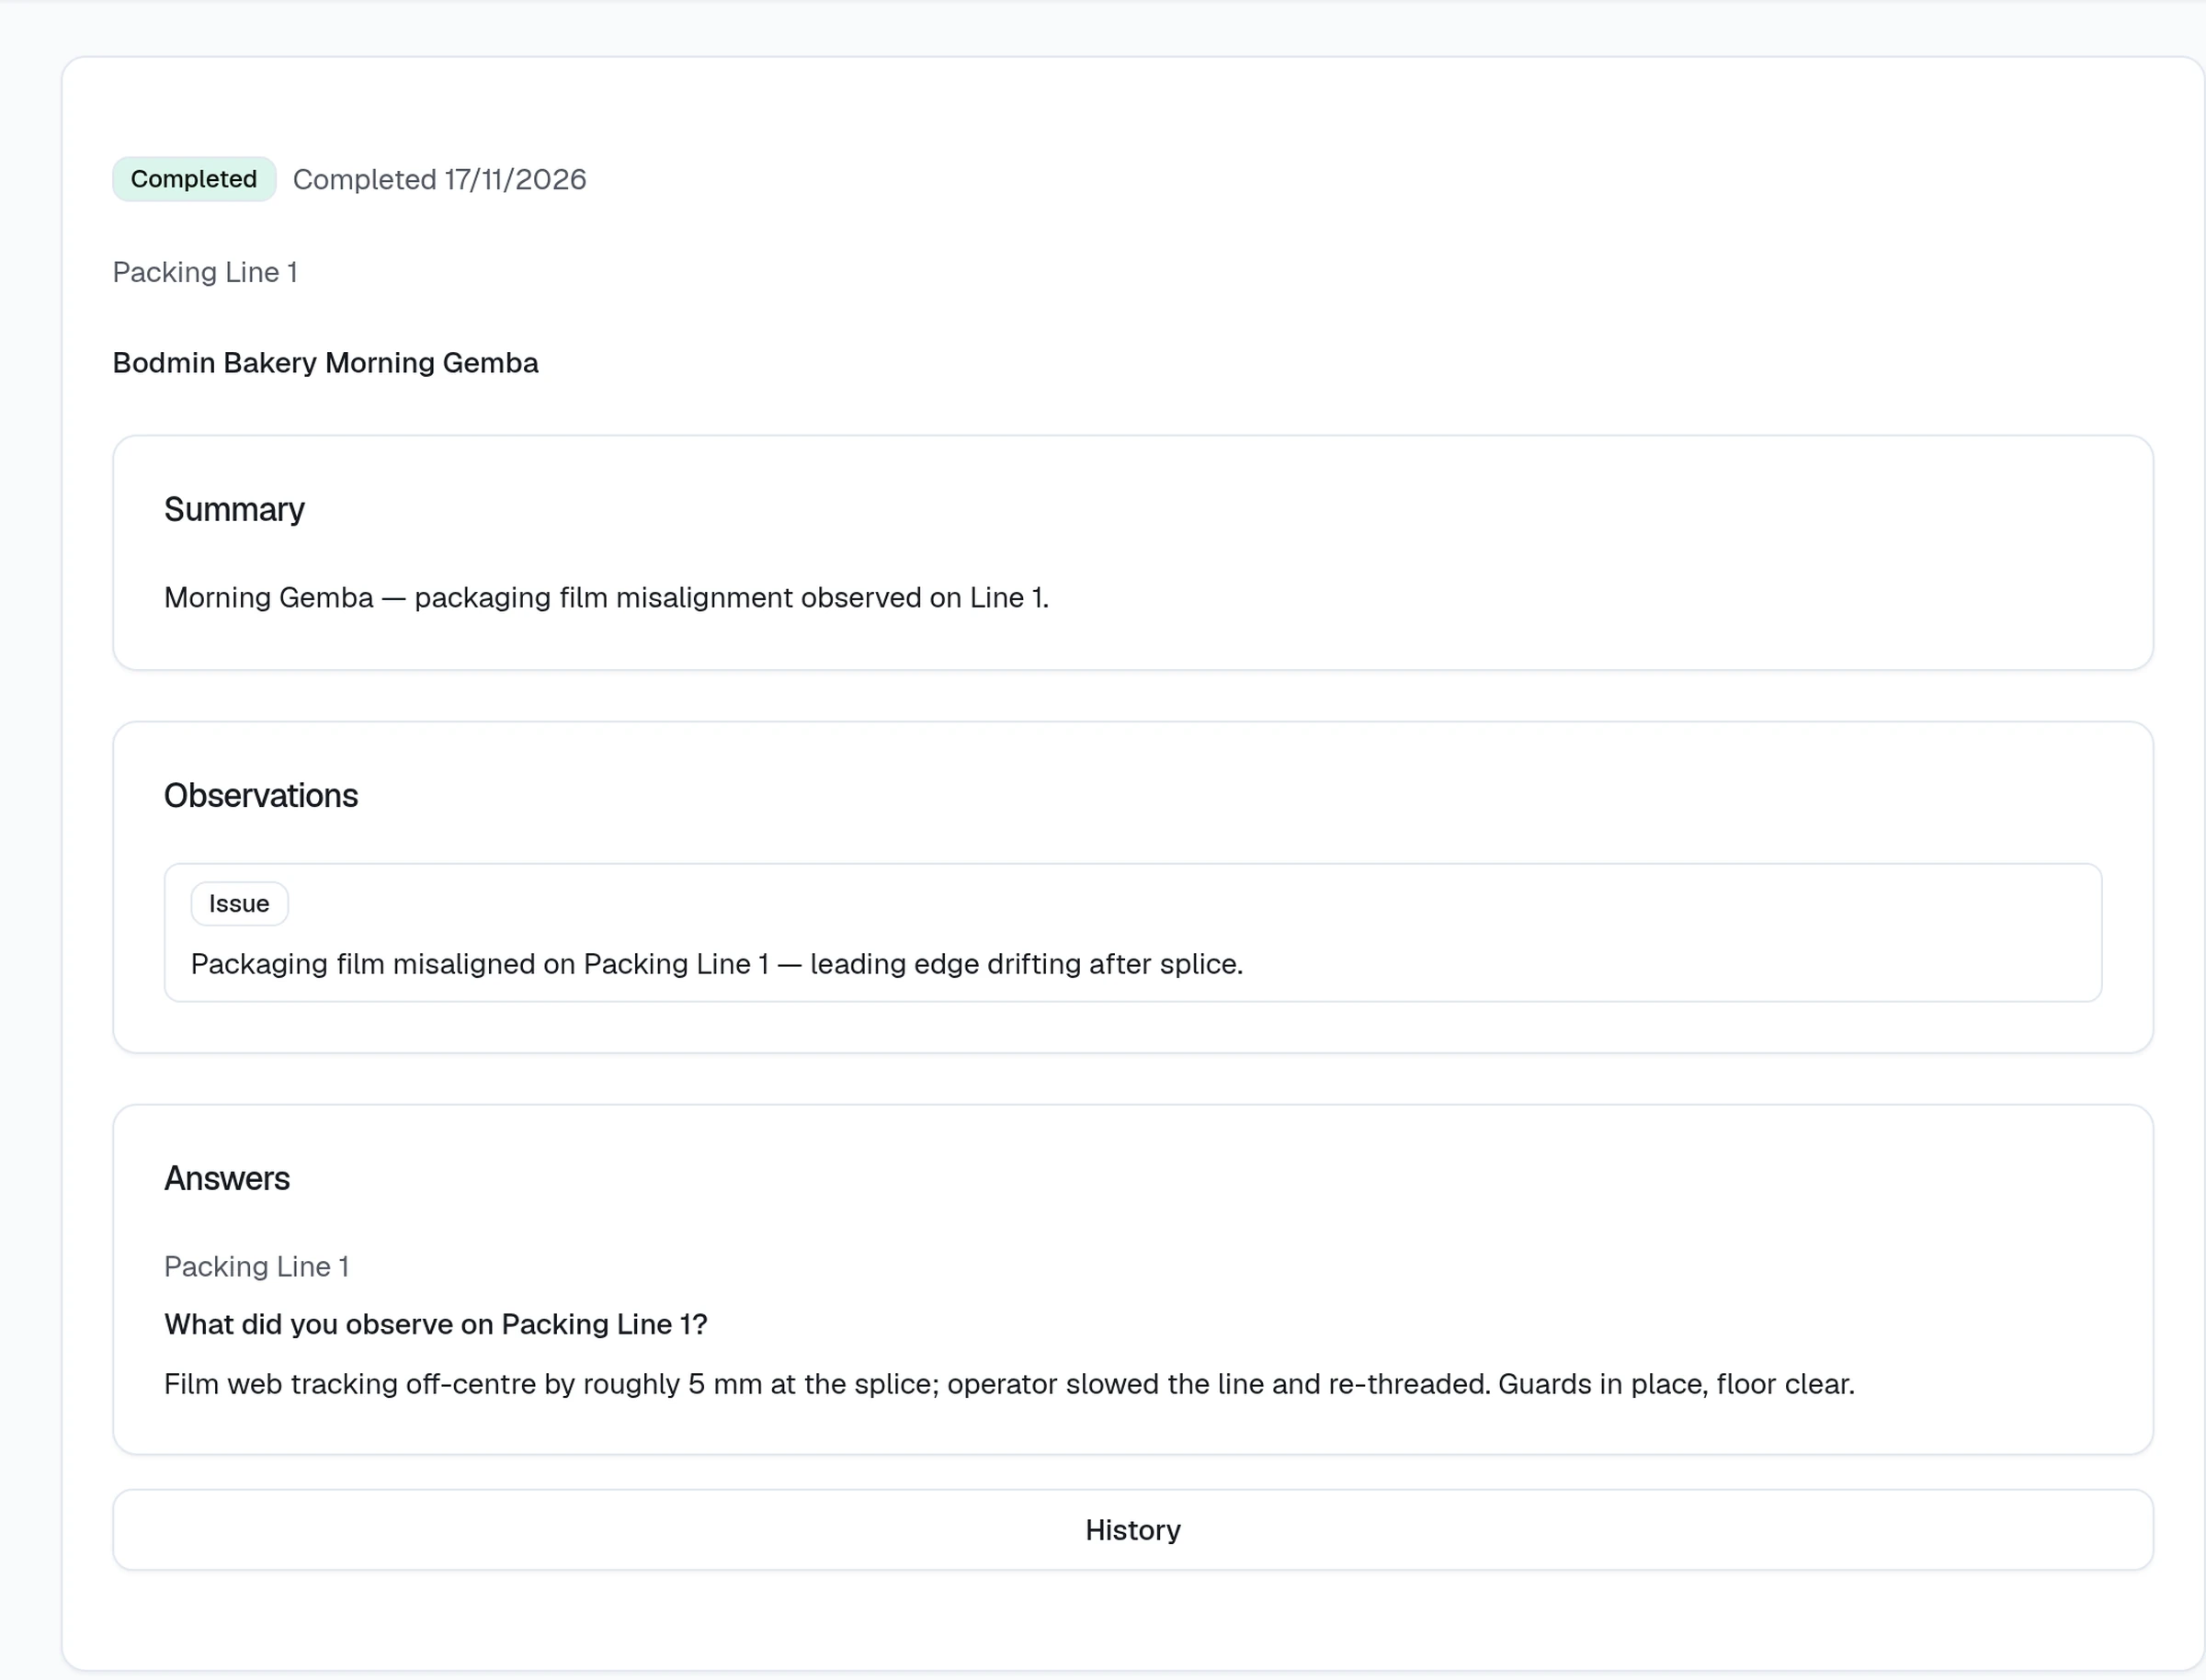 Completed Completed 17/11/2026
Packing Line 1
Bodmin Bakery Morning Gemba
Summary
Morning Gemba — packaging film misalignment observed on Line 1.
Observations
Issue
Packaging film misaligned on Packing Line 1 — leading edge drifting after splice.
Answers
Packing Line 1
What did you observe on Packing Line 1?
Film web tracking off-centre by roughly 5 mm at the splice; operator slowed the line and re-threaded. Guards in place, floor clear.
History